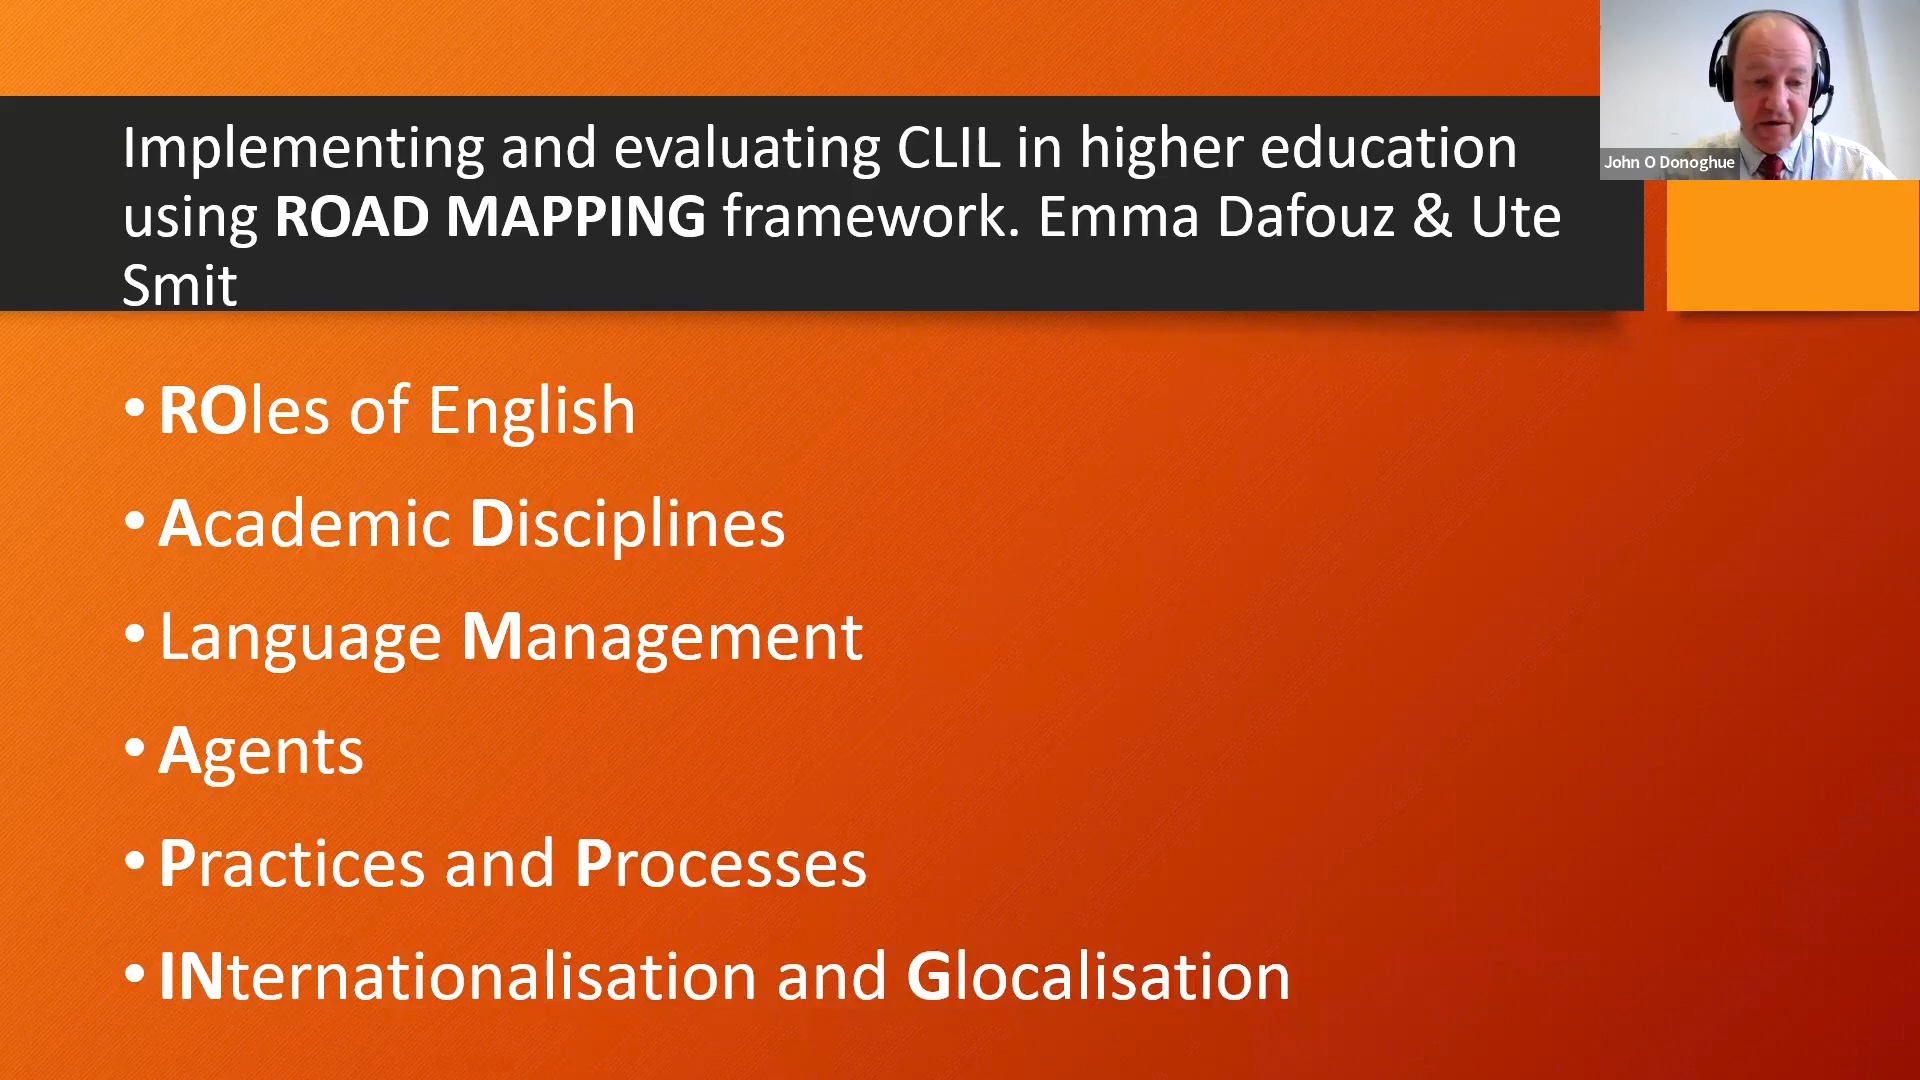 Implementing and evaluating CLIL in higher education
using ROAD MAPPING framework. Emma Dafouz & Ute
Smit
John O Donoghue
• ROles of English
• Academic Disciplines
• Language Management
• Agents
• Practices and Processes
• INternationalisation and Glocalisation